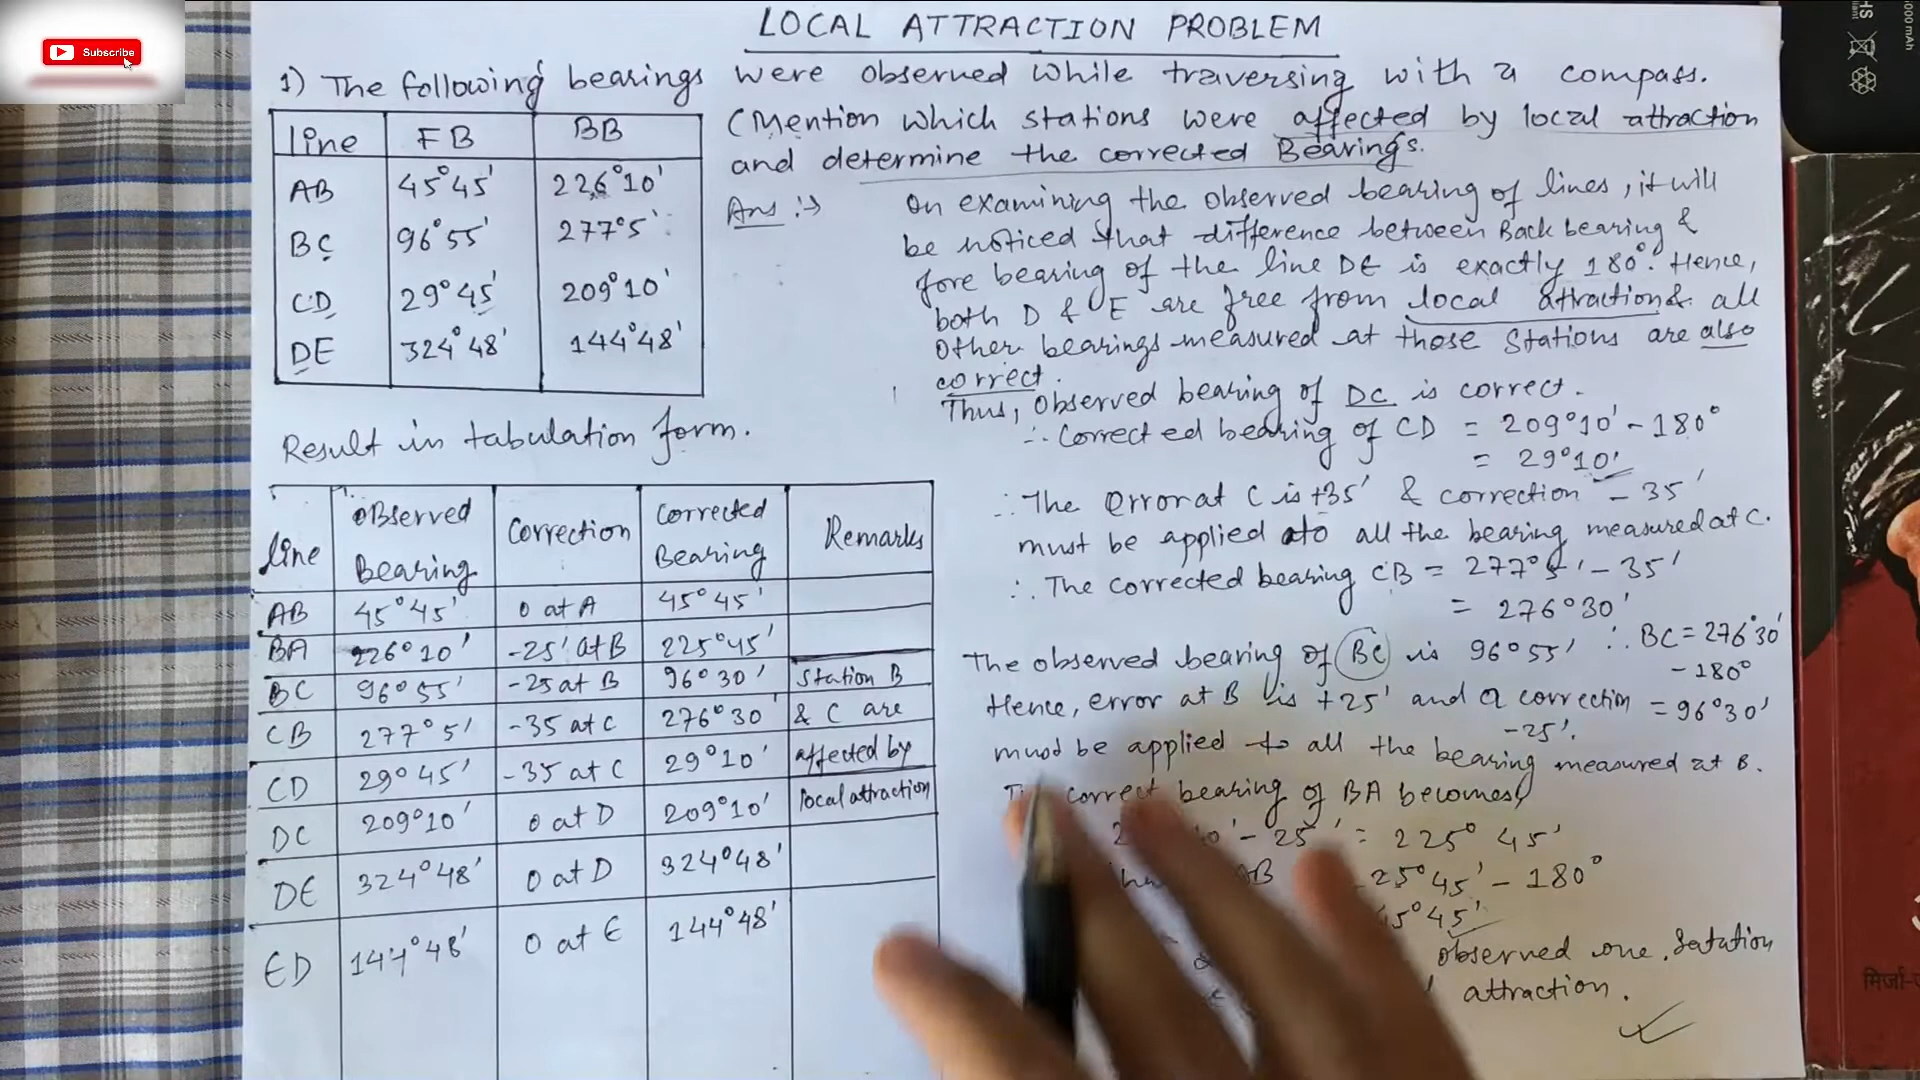 Subscribe
LOCAL ATTRACTION PROBLEM
1) The following bearings were observed while traversing with a compass.
(Mention which stations were affected by local attraction
and determine the corrected Bearings.
line FB BB
AB 45°45' 226°10'
BC 96°55' 277°5'
CD 29°45' 209°10'
DE 324°48' 144°48'
Ans :→ On examining the observed bearing of lines, it will
be noticed that difference between Back bearing &
fore bearing of the line DE is exactly 180°. Hence,
both D & E are free from local attraction & all
other bearings measured at those stations are also
correct.
Thus, observed bearing of DC is correct.
∴ Corrected bearing of CD = 209°10' - 180°
= 29°10'
∴ The error at C is +35' & correction -35'
must be applied to all the bearing measured at C.
∴ The corrected bearing CB = 277°5' - 35'
= 276°30'
The observed bearing of BC is 96°55' ∴ BC = 276°30'
-180°
Hence, error at B is +25' and a correction = 96°30'
-25'.
must be applied to all the bearing measured at B.
correct bearing of BA becomes
- 25' = 225°45'
AB 25°45' - 180°
45'
observed one. Satation
attraction.
Result in tabulation form.
line Observed Bearing Correction Corrected Bearing Remarks
AB 45°45' 0 at A 45°45'
BA 226°10' -25' at B 225°45'
BC 96°55' -25 at B 96°30' Station B
CB 277°5' -35 at C 276°30' & C are
CD 29°45' -35 at C 29°10' affected by
DC 209°10' 0 at D 209°10' local attraction
DE 324°48' 0 at D 324°48'
ED 144°48' 0 at E 144°48'
HS
मिर्जा